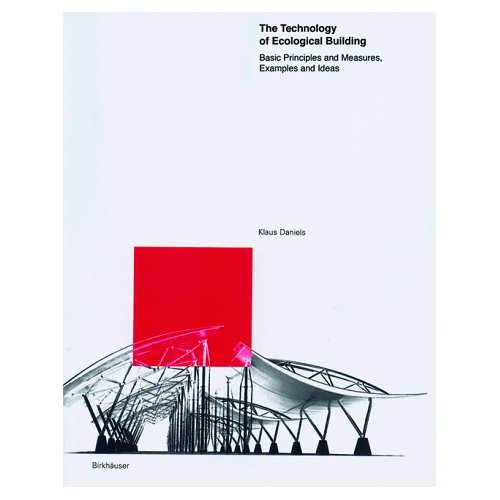 The Technology
of Ecological Building
Basic Principles and Measures,
Examples and Ideas
Klaus Daniels
Birkhäuser